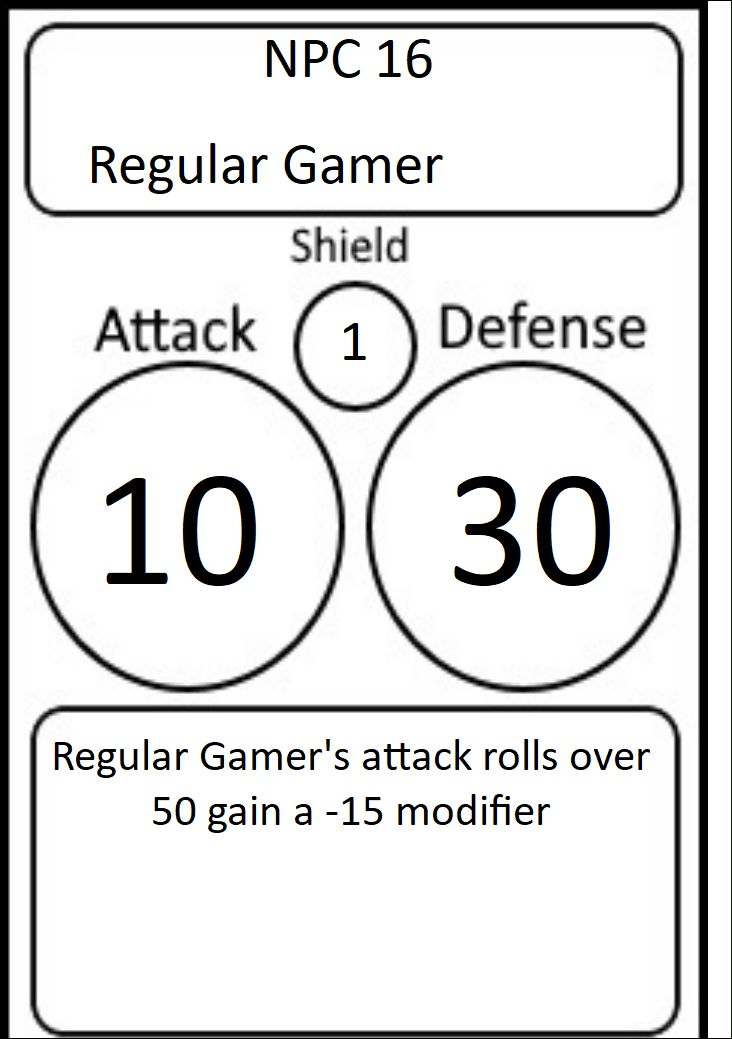 NPC 16
Regular Gamer
Shield
Attack
1
Defense
10
30
Regular Gamer's attack rolls over
50 gain a -15 modifier